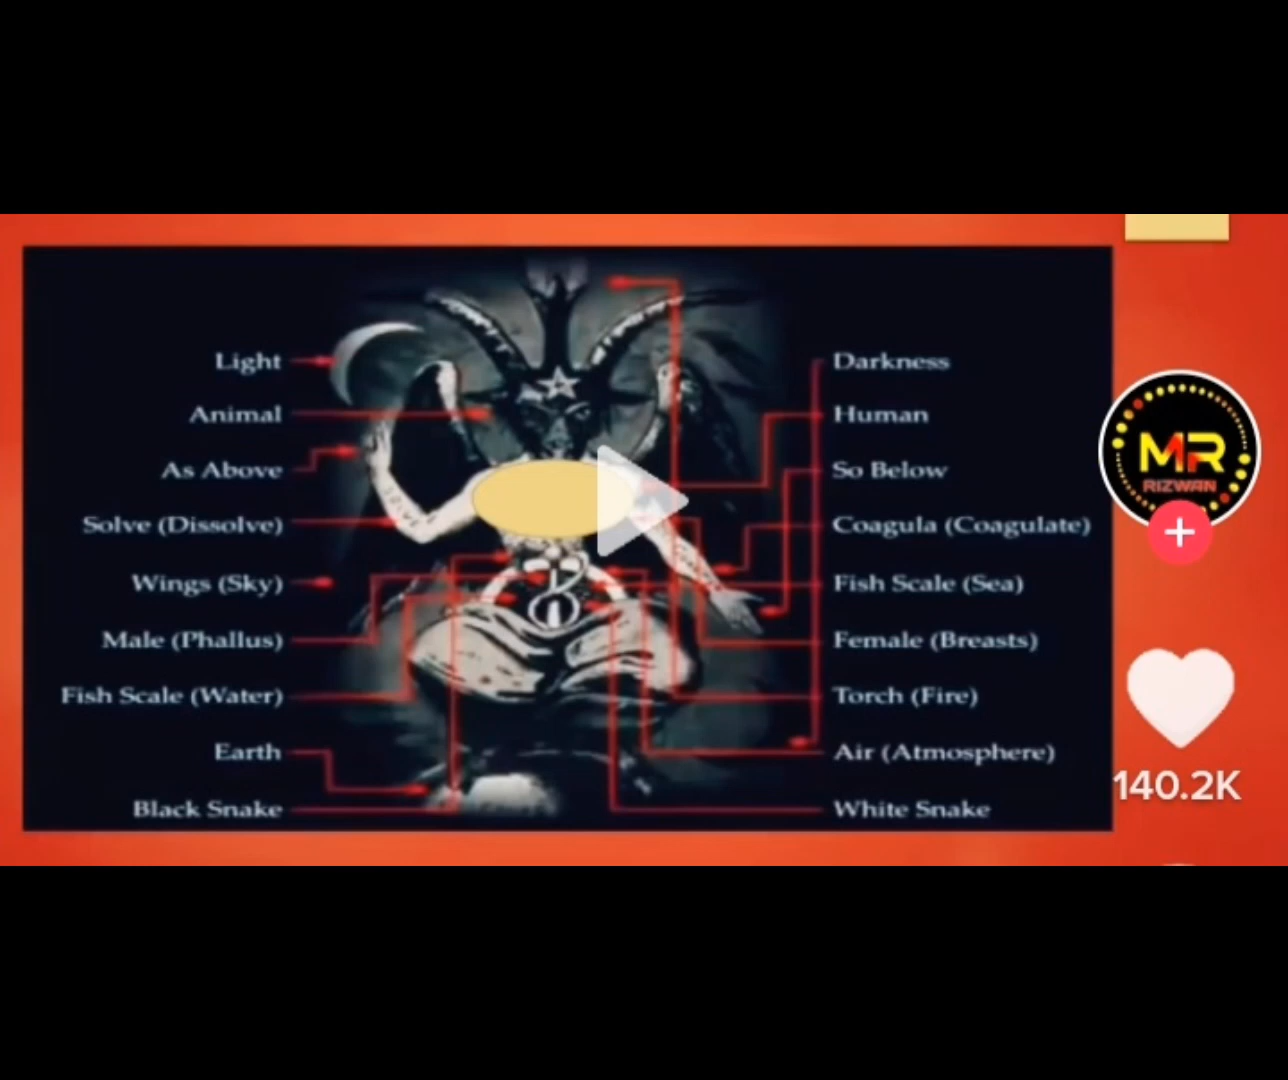 Light
Animal
As Above
Solve (Dissolve)
Wings (Sky)
Male (Phallus)
Fish Scale (Water)
Earth
Black Snake
Darkness
Human
So Below
Coagula (Coagulate)
Fish Scale (Sea)
Female (Breasts)
Torch (Fire)
Air (Atmosphere)
White Snake
SOLVE
MR
RIZWAN
140.2K